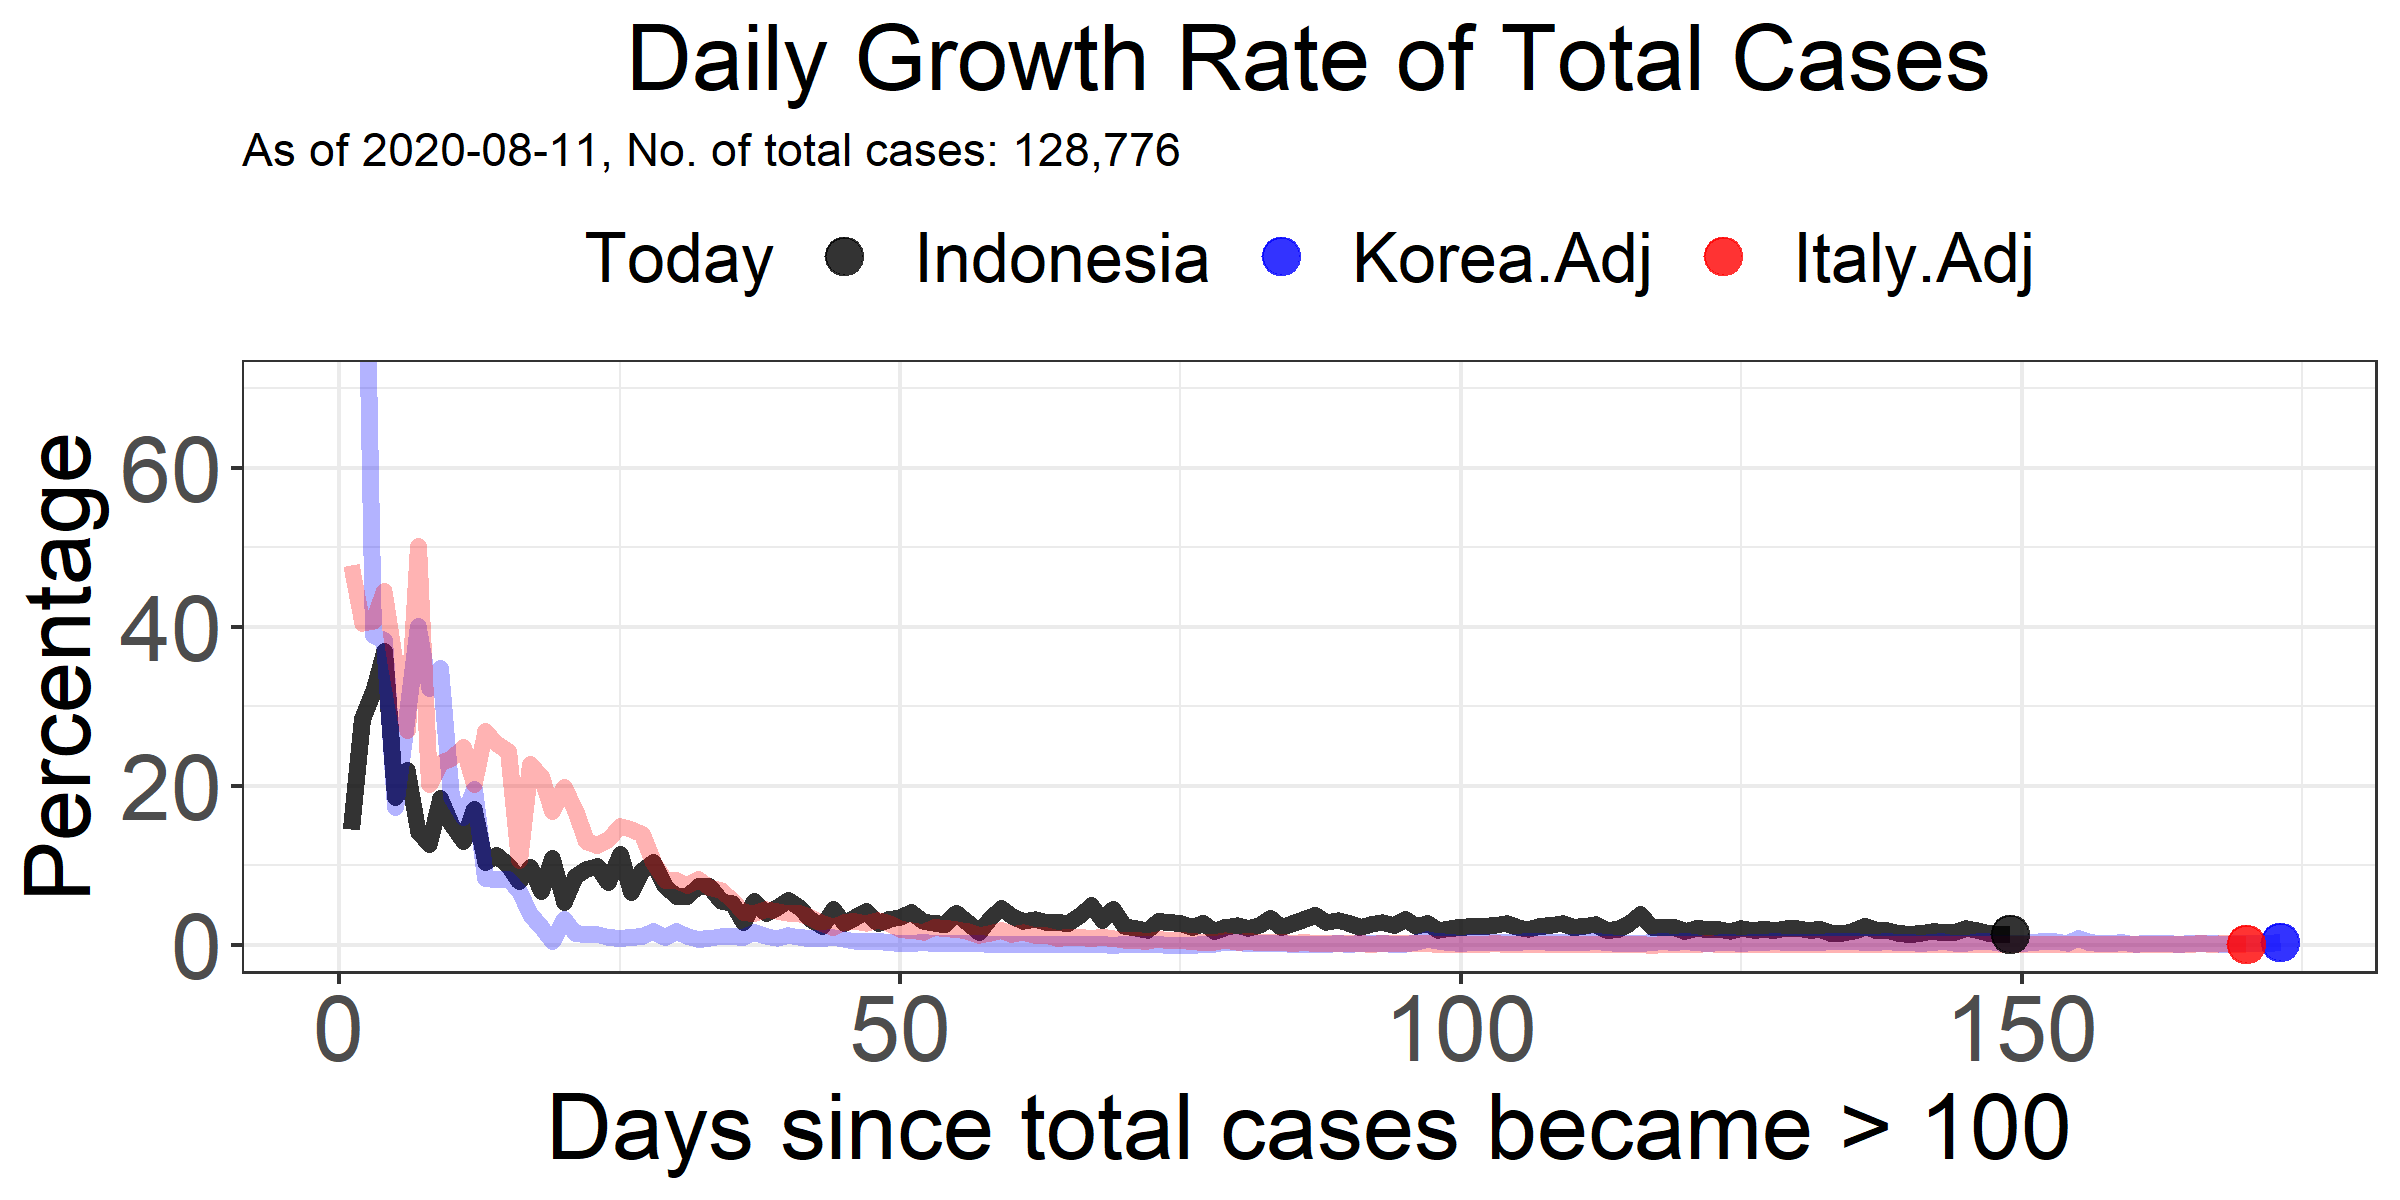 Daily Growth Rate of Total Cases
As of 2020-08-11, No. of total cases: 128,776
Today Indonesia Korea.Adj Italy.Adj
Percentage
60
40
20
0
0 50 100 150
Days since total cases became > 100